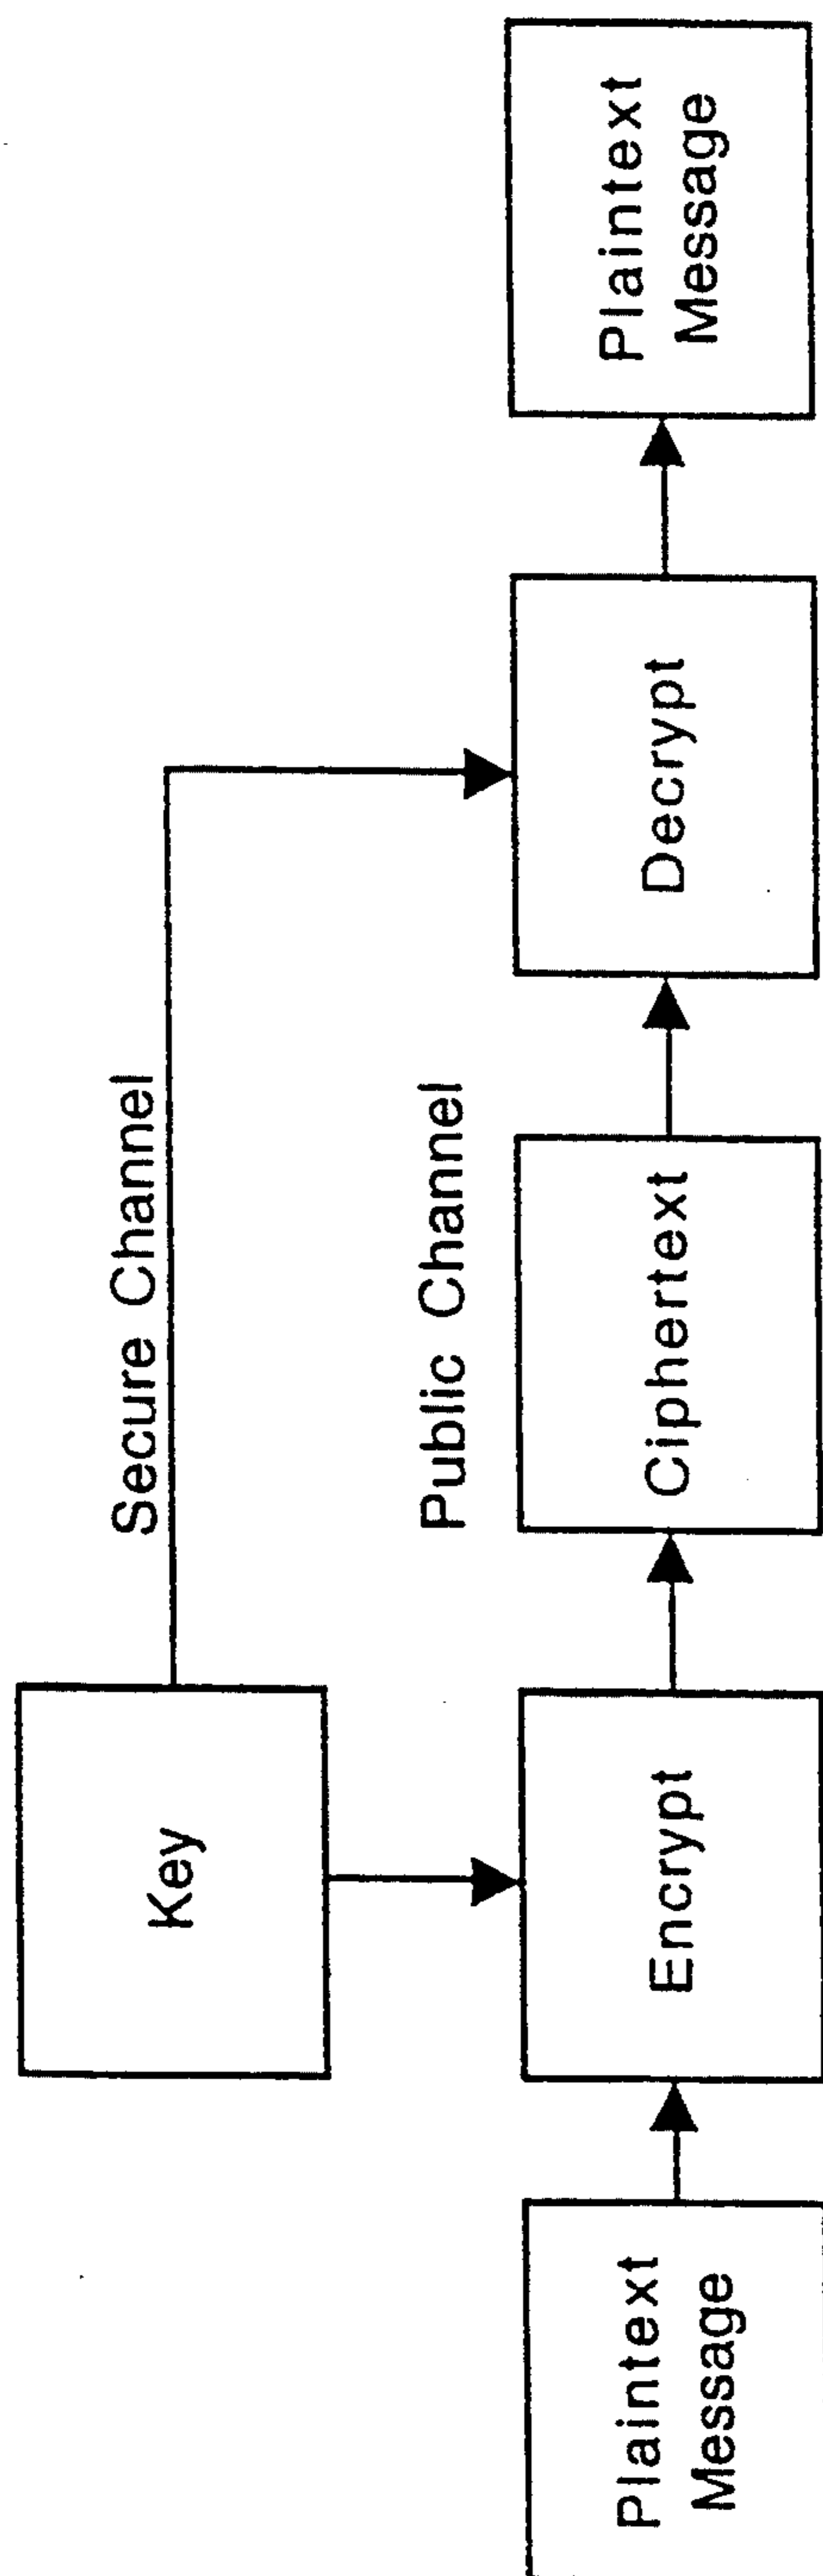 Key
Secure Channel
Public Channel
Plaintext
Message
Encrypt
Ciphertext
Decrypt
Plaintext
Message